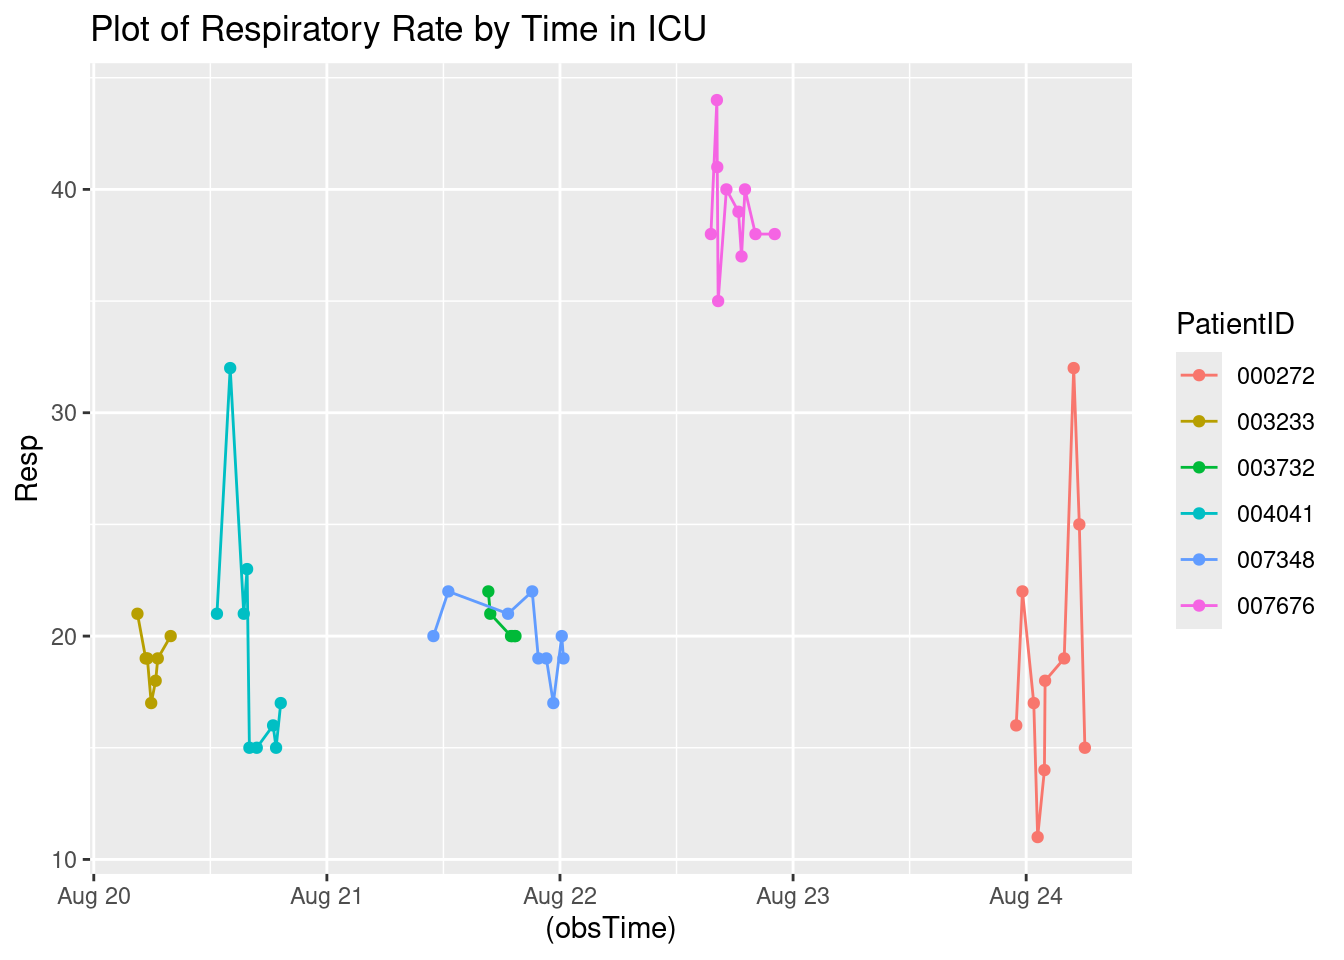 Plot of Respiratory Rate by Time in ICU
Resp
40
30
20
10
Aug 20
Aug 21
Aug 22
Aug 23
Aug 24
(obsTime)
PatientID
000272
003233
003732
004041
007348
007676